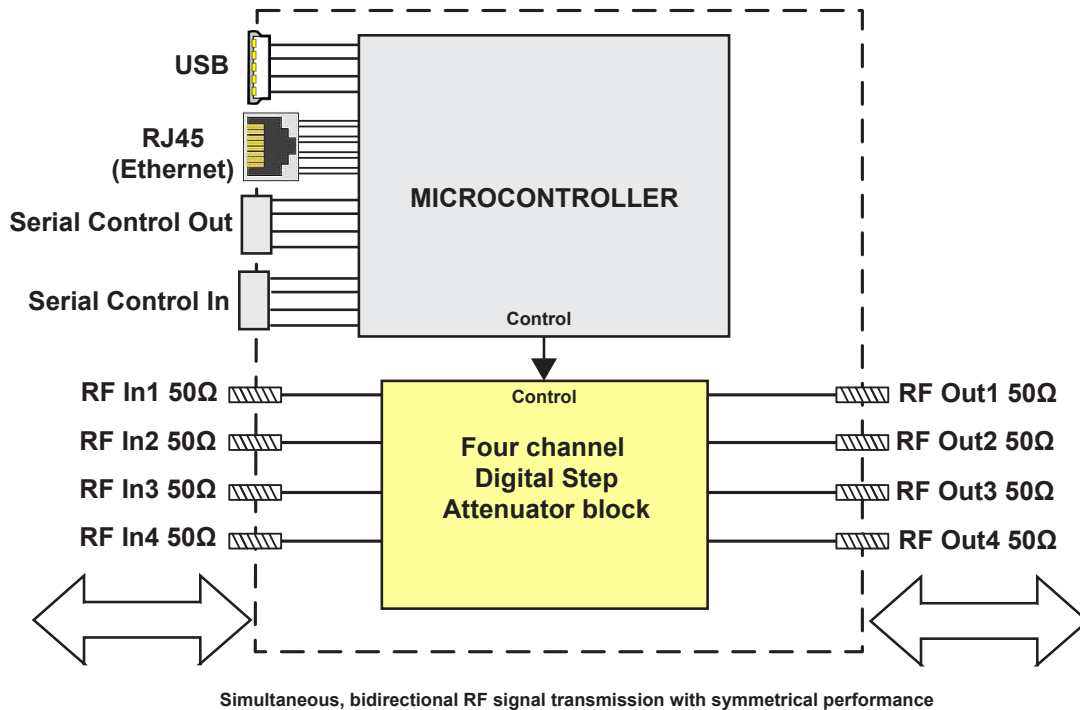 USB
RJ45
(Ethernet)
Serial Control Out
Serial Control In
MICROCONTROLLER
Control
RF In1 50Ω
RF In2 50Ω
RF In3 50Ω
RF In4 50Ω
Control
Four channel
Digital Step
Attenuator block
RF Out1 50Ω
RF Out2 50Ω
RF Out3 50Ω
RF Out4 50Ω
Simultaneous, bidirectional RF signal transmission with symmetrical performance